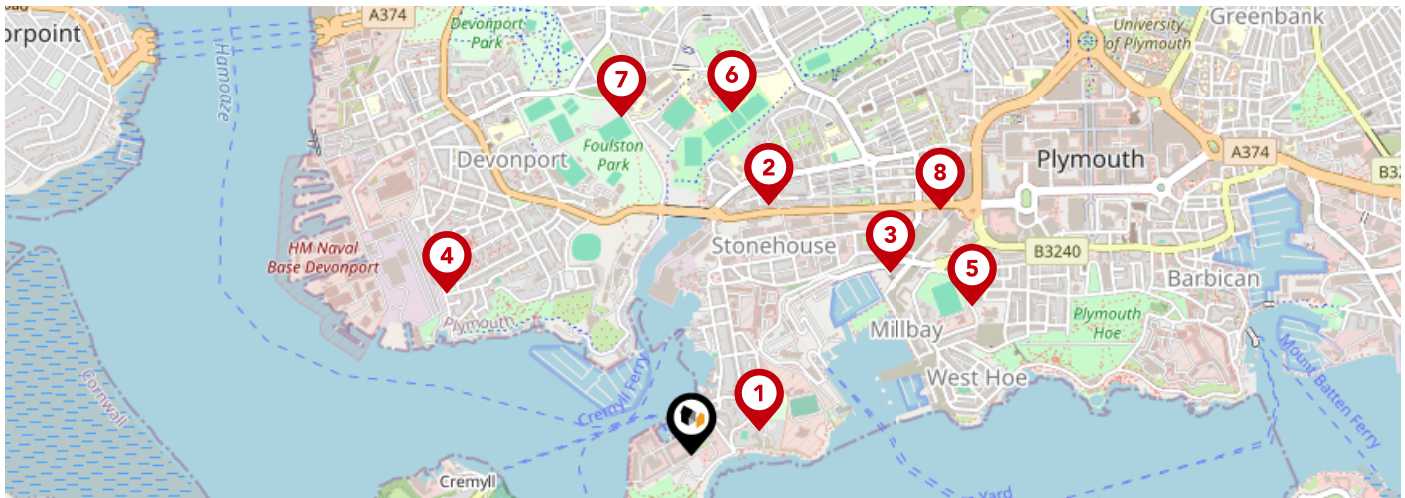 A374
Devonport
Park
University
of Plymouth
Greenbank
orpoint
Hamoaze
7
6
Devonport
Foulston
Park
2
8
Plymouth
A374
B32
HM Naval
Base Devonport
4
Stonehouse
3
5
B3240
Barbican
Plymouth
Millbay
Plymouth
Hoe
West Hoe
Cornwall
Cremyll Ferry
1
Mount Batten Ferry
Cremyll
Yard